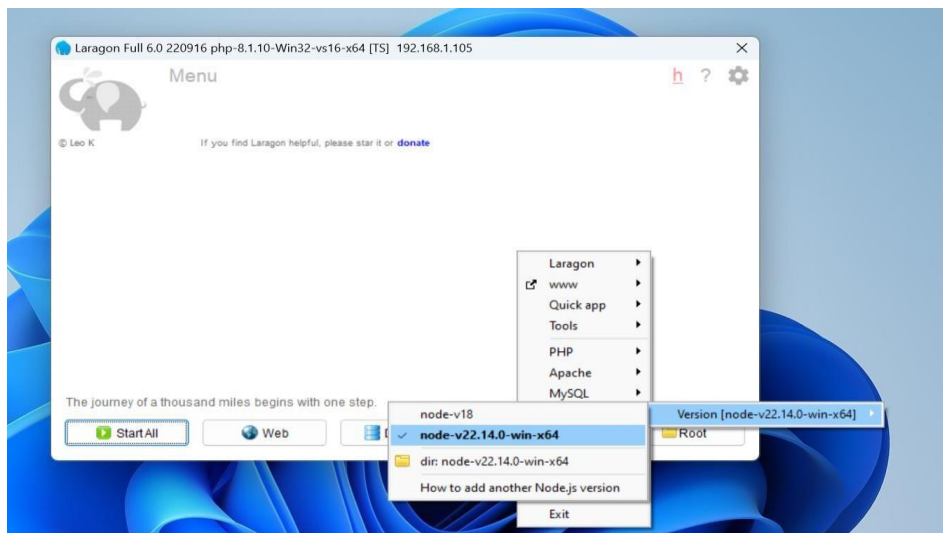 Laragon Full 6.0 220916 php-8.1.10-Win32-vs16-x64 [TS] 192.168.1.105
Menu
h ?
© Leo K
If you find Laragon helpful, please star it or donate
Laragon
www
Quick app
Tools
PHP
Apache
MySQL
The journey of a thousand miles begins with one step.
node-v18
Version [node-v22.14.0-win-x64]
Start All
Web
node-v22.14.0-win-x64
Root
dir: node-v22.14.0-win-x64
How to add another Node.js version
Exit